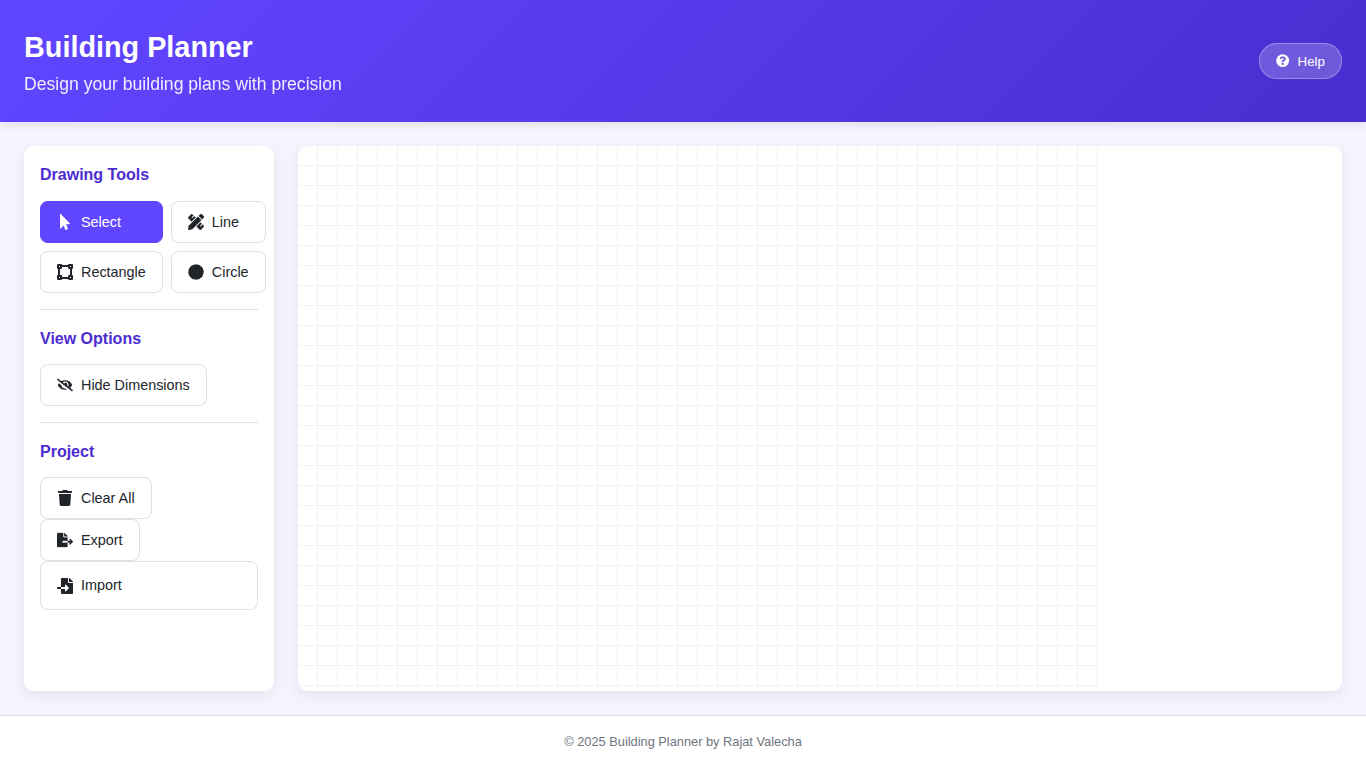 Building Planner
Design your building plans with precision
Help
Drawing Tools
Select
Line
Rectangle
Circle
View Options
Hide Dimensions
Project
Clear All
Export
Import
© 2025 Building Planner by Rajat Valecha